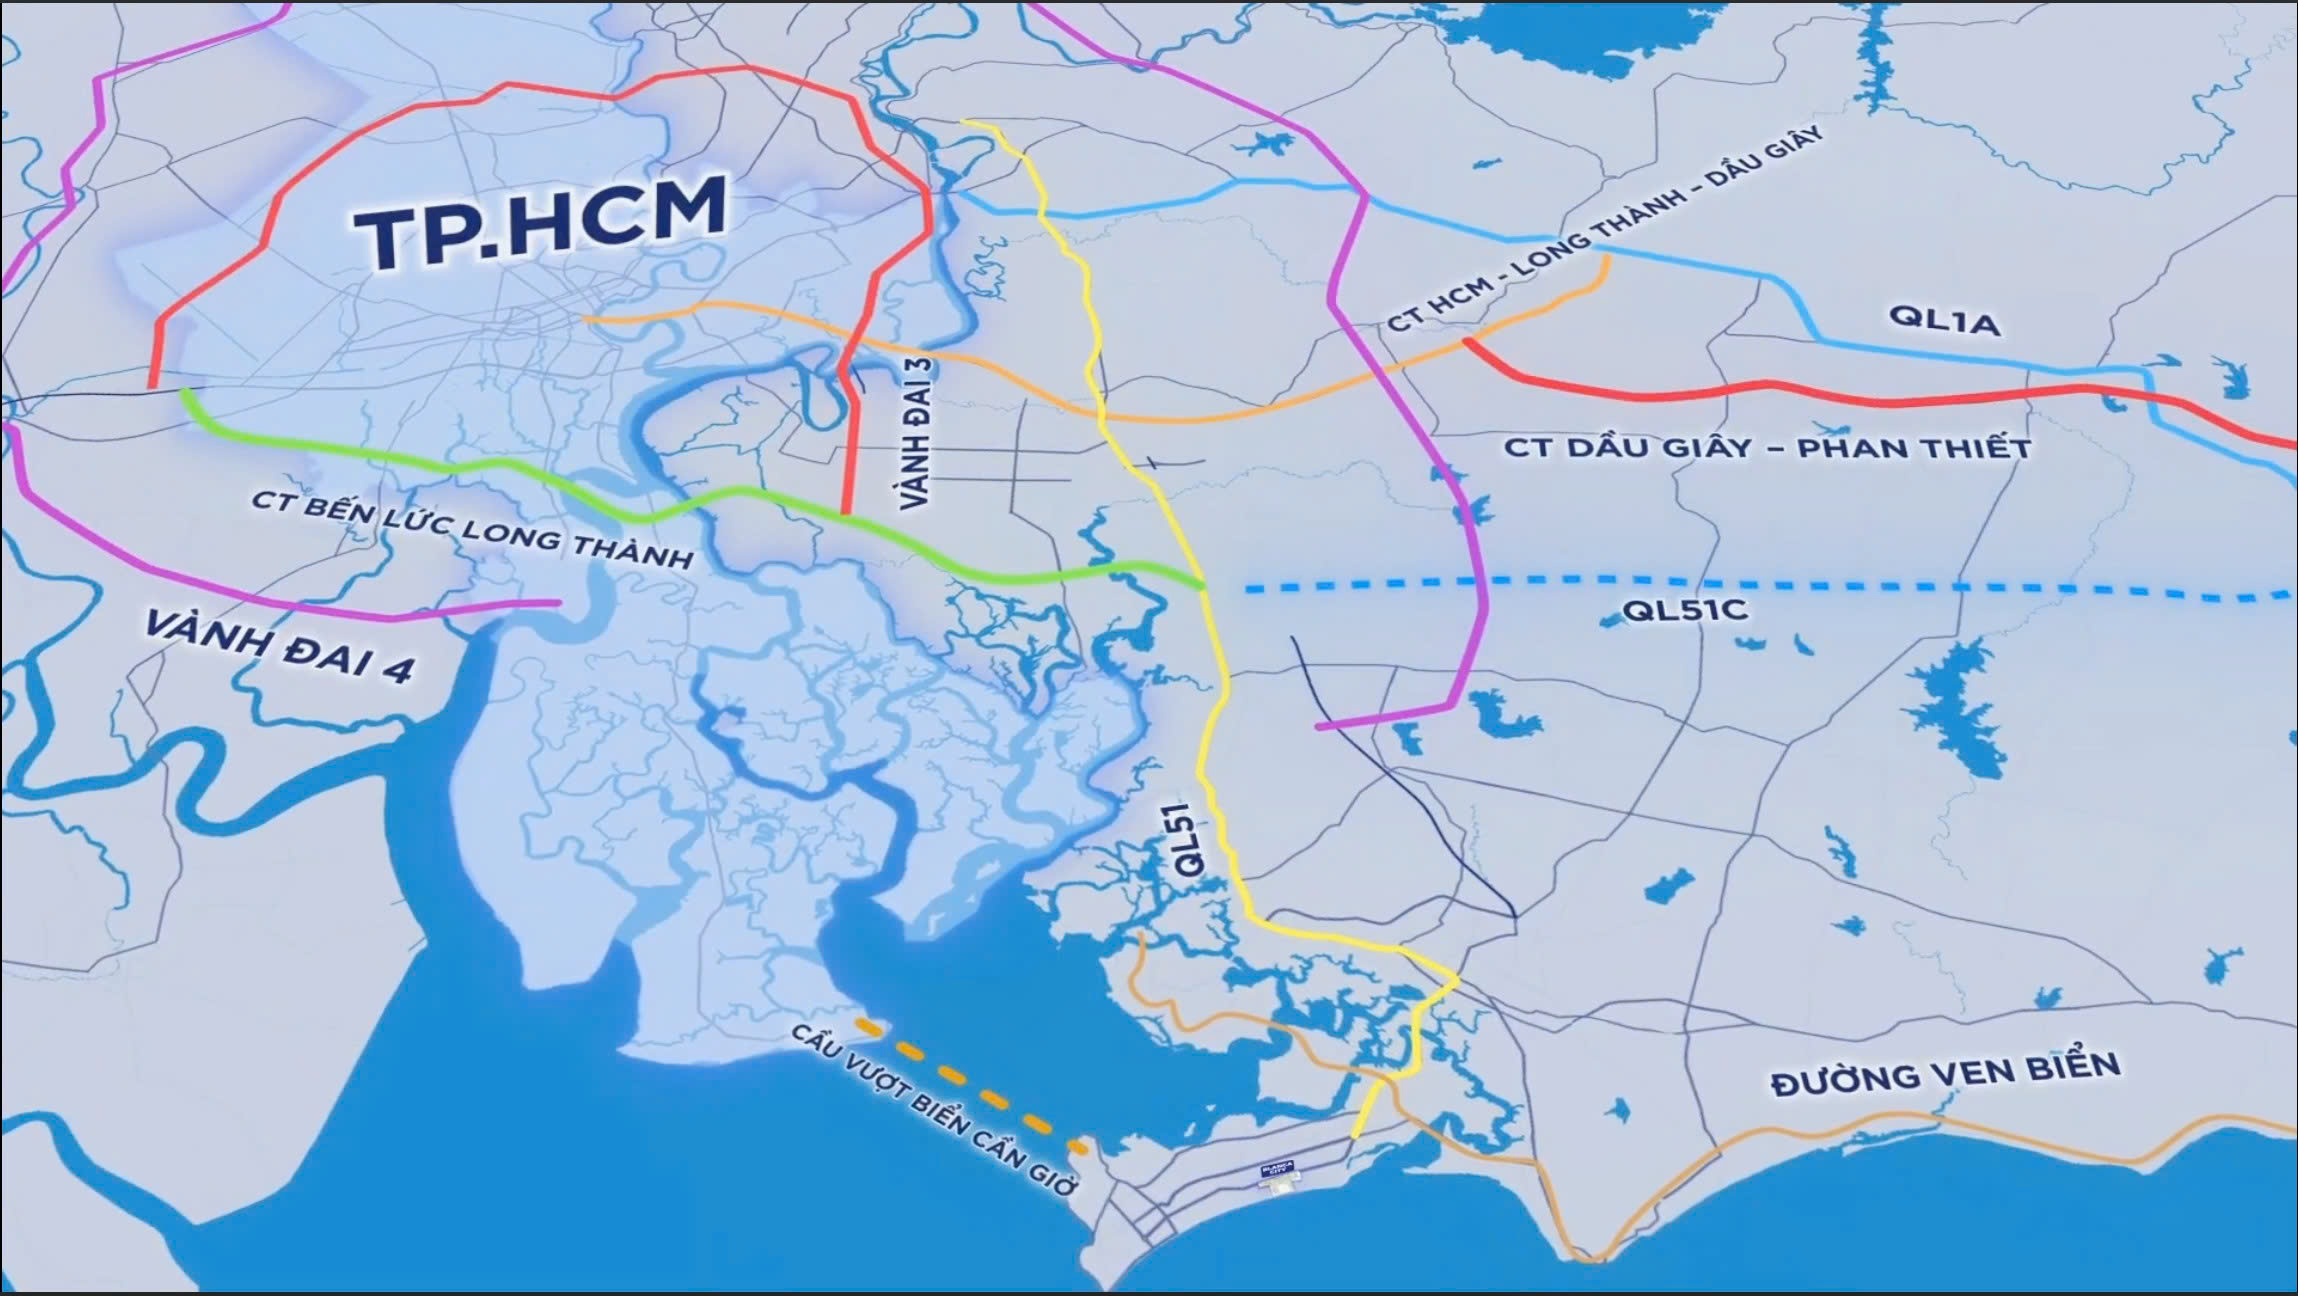 TP.HCM
CT HCM - LONG THÀNH - DẦU GIÂY
QL1A
VÀNH ĐAI 3
CT DẦU GIÂY - PHAN THIẾT
CT BẾN LỨC LONG THÀNH
QL51C
VÀNH ĐAI 4
QL51
CẦU VƯỢT BIỂN CẦN GIỜ
ĐƯỜNG VEN BIỂN
BLANCA
CITY